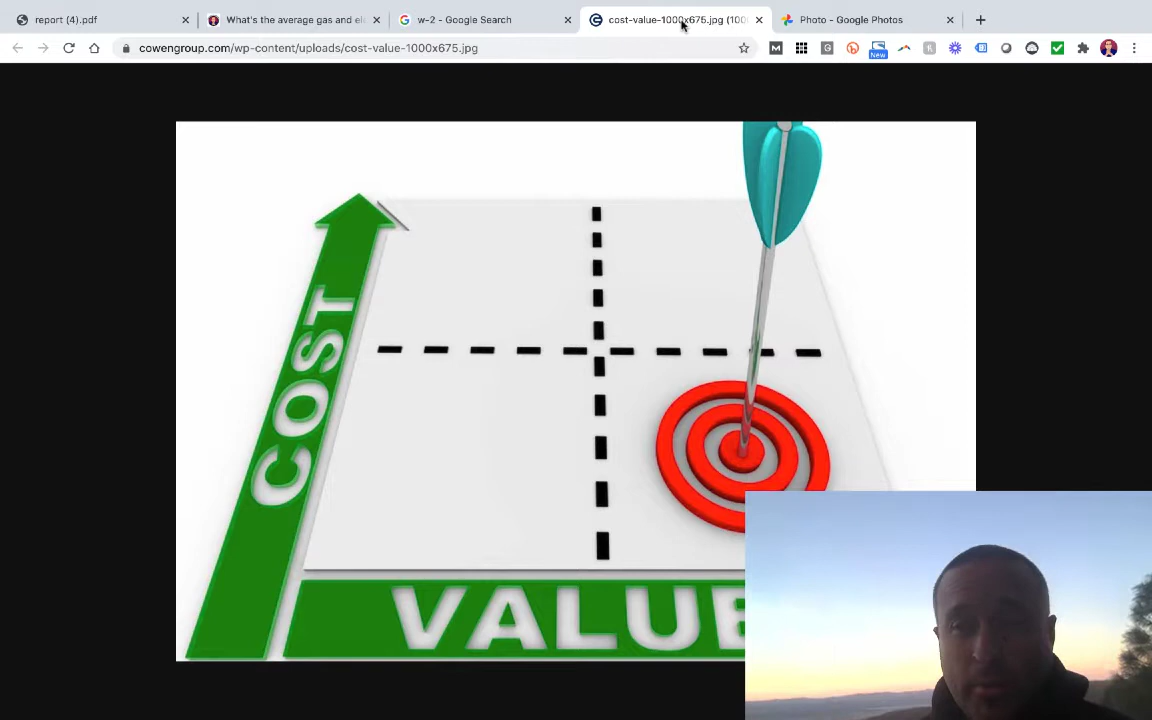 report (4).pdf
What's the average gas and el
w-2 - Google Search
cost-value-1000x675.jpg (100
Photo - Google Photos
cowengroup.com/wp-content/uploads/cost-value-1000x675.jpg
New
COST
VALUE